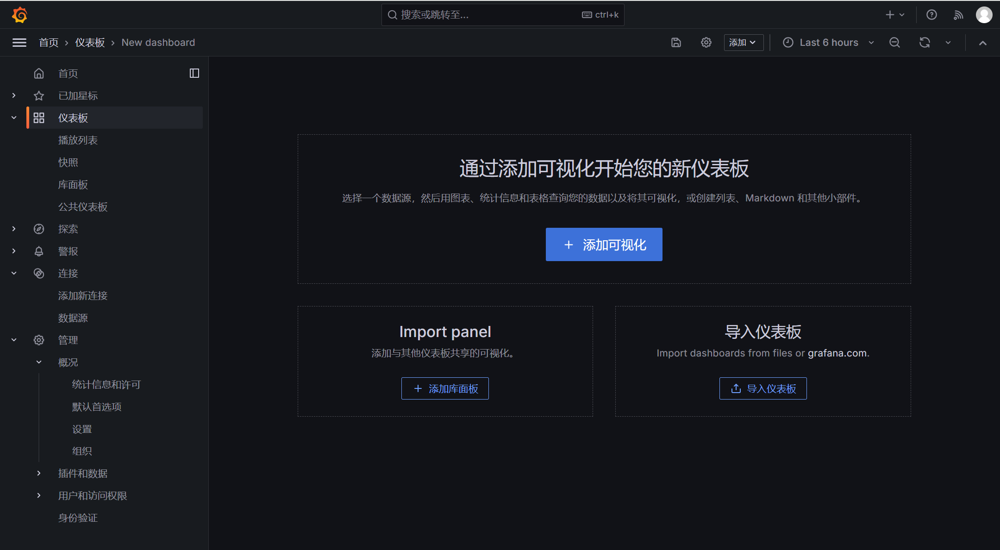 搜索或跳转至...
ctrl+k
首页 › 仪表板 › New dashboard
添加
Last 6 hours
首页
已加星标
仪表板
播放列表
快照
库面板
公共仪表板
探索
警报
连接
添加新连接
数据源
管理
概况
统计信息和许可
默认首选项
设置
组织
插件和数据
用户和访问权限
身份验证
通过添加可视化开始您的新仪表板
选择一个数据源，然后用图表、统计信息和表格查询您的数据以及将其可视化，或创建列表、Markdown 和其他小部件。
+ 添加可视化
Import panel
添加与其他仪表板共享的可视化。
+ 添加库面板
导入仪表板
Import dashboards from files or grafana.com.
导入仪表板